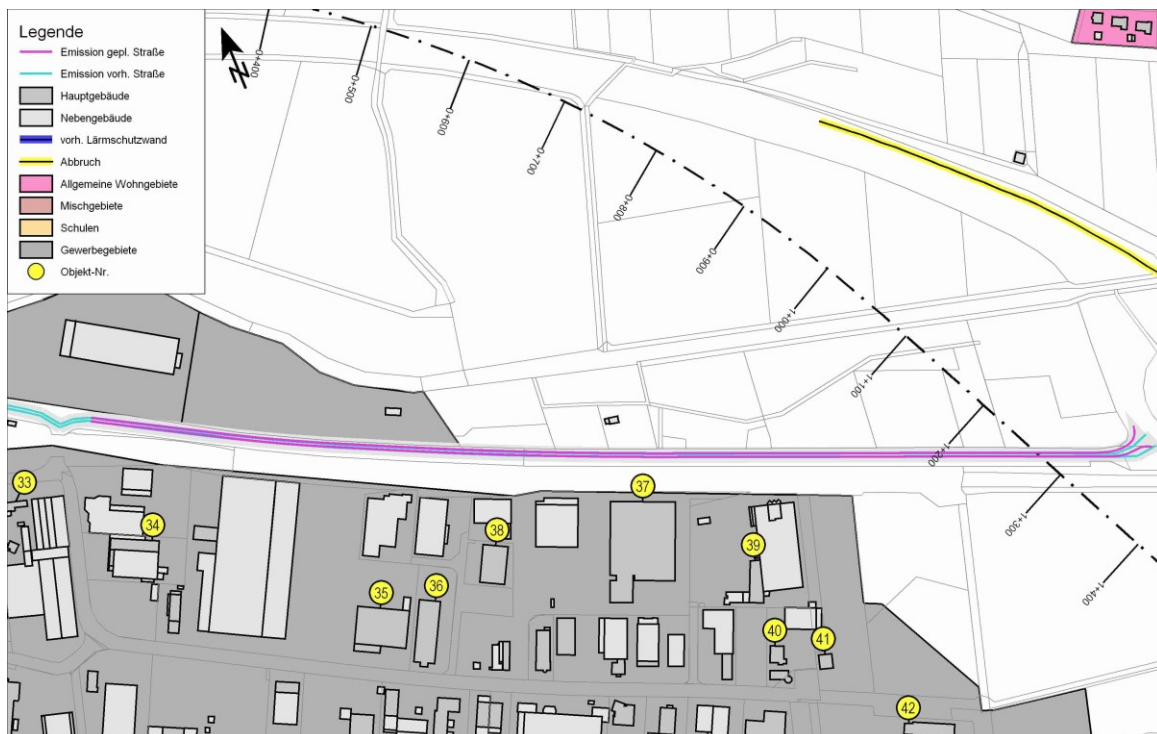 Legende
Emission gepl. Straße
Emission vorh. Straße
Hauptgebäude
Nebengebäude
vorh. Lärmschutzwand
Abbruch
Allgemeine Wohngebiete
Mischgebiete
Schulen
Gewerbegebiete
Objekt-Nr.
N
0+400
0+500
0+600
0+700
0+800
0+900
1+000
1+100
1+200
1+300
1+400
33
34
35
36
37
38
39
40
41
42